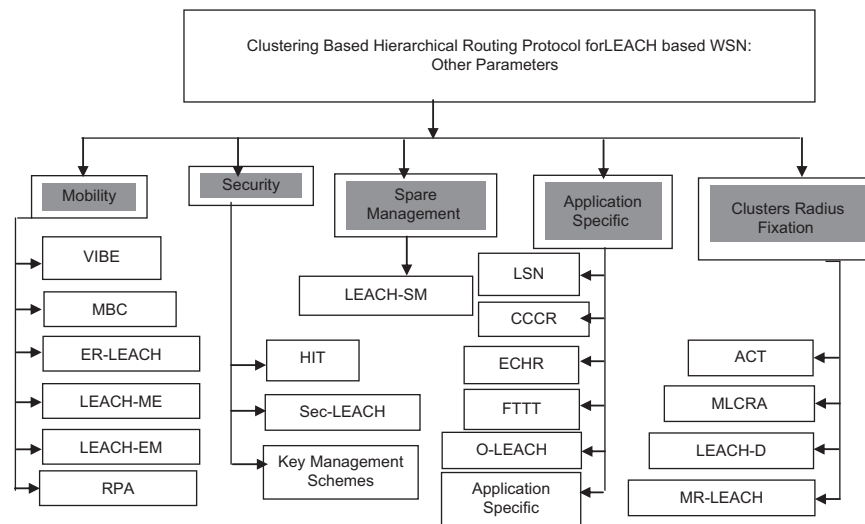 Clustering Based Hierarchical Routing Protocol forLEACH based WSN:
Other Parameters
Mobility
Security
Spare
Management
Application
Specific
Clusters Radius
Fixation
VIBE
MBC
ER-LEACH
LEACH-ME
LEACH-EM
RPA
HIT
Sec-LEACH
Key Management
Schemes
LEACH-SM
LSN
CCCR
ECHR
FTTT
O-LEACH
Application
Specific
ACT
MLCRA
LEACH-D
MR-LEACH